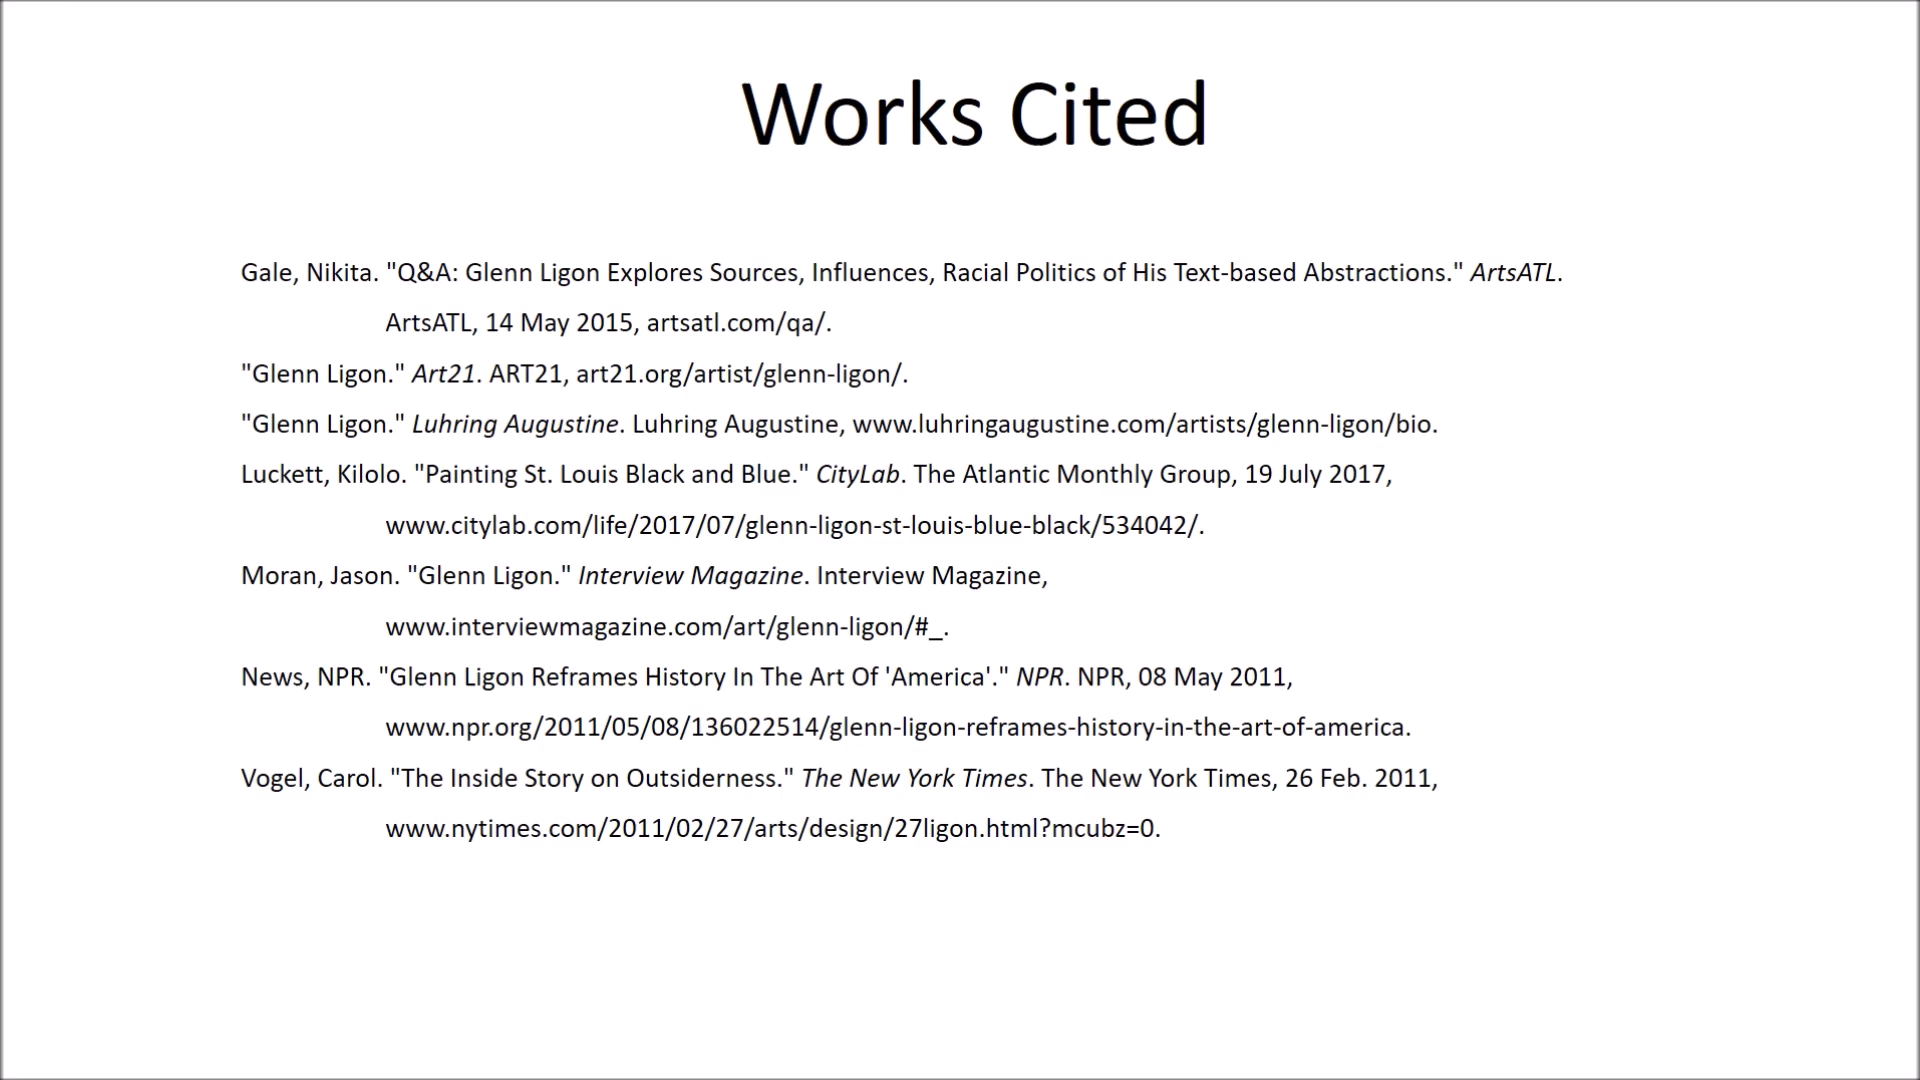 Works Cited
Gale, Nikita. "Q&A: Glenn Ligon Explores Sources, Influences, Racial Politics of His Text-based Abstractions." ArtsATL.
ArtsATL, 14 May 2015, artsatl.com/qa/.
"Glenn Ligon." Art21. ART21, art21.org/artist/glenn-ligon/.
"Glenn Ligon." Luhring Augustine. Luhring Augustine, www.luhringaugustine.com/artists/glenn-ligon/bio.
Luckett, Kilolo. "Painting St. Louis Black and Blue." CityLab. The Atlantic Monthly Group, 19 July 2017,
www.citylab.com/life/2017/07/glenn-ligon-st-louis-blue-black/534042/.
Moran, Jason. "Glenn Ligon." Interview Magazine. Interview Magazine,
www.interviewmagazine.com/art/glenn-ligon/#_.
News, NPR. "Glenn Ligon Reframes History In The Art Of 'America'." NPR. NPR, 08 May 2011,
www.npr.org/2011/05/08/136022514/glenn-ligon-reframes-history-in-the-art-of-america.
Vogel, Carol. "The Inside Story on Outsiderness." The New York Times. The New York Times, 26 Feb. 2011,
www.nytimes.com/2011/02/27/arts/design/27ligon.html?mcubz=0.